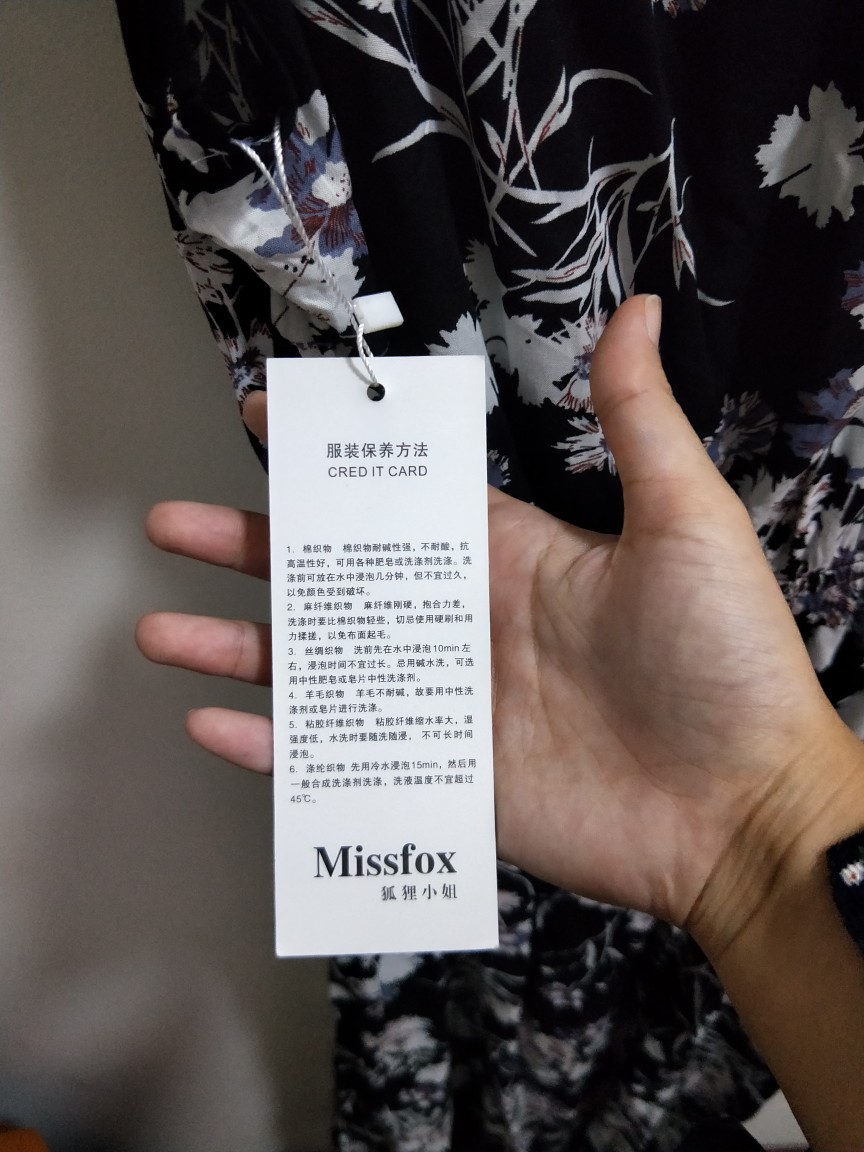 服装保养方法
CRED IT CARD
1. 棉织物 棉织物耐碱性强，不耐酸，抗
高温性好，可用各种肥皂或洗涤剂洗涤。洗
涤前可放在水中浸泡几分钟，但不宜过久，
以免颜色受到破坏。
2. 麻纤维织物 麻纤维刚硬，抱合力差，
洗涤时要比棉织物轻些，切忌使用硬刷和用
力揉搓，以免布面起毛。
3. 丝绸织物 洗前先在水中浸泡10min左
右，浸泡时间不宜过长。忌用碱水洗，可选
用中性肥皂或皂片中性洗涤剂。
4. 羊毛织物 羊毛不耐碱，故要用中性洗
涤剂或皂片进行洗涤。
5. 粘胶纤维织物 粘胶纤维缩水率大，湿
强度低，水洗时要随洗随浸， 不可长时间
浸泡。
6. 涤纶织物 先用冷水浸泡15min，然后用
一般合成洗涤剂洗涤，洗液温度不宜超过
45℃。
Missfox
狐狸小姐